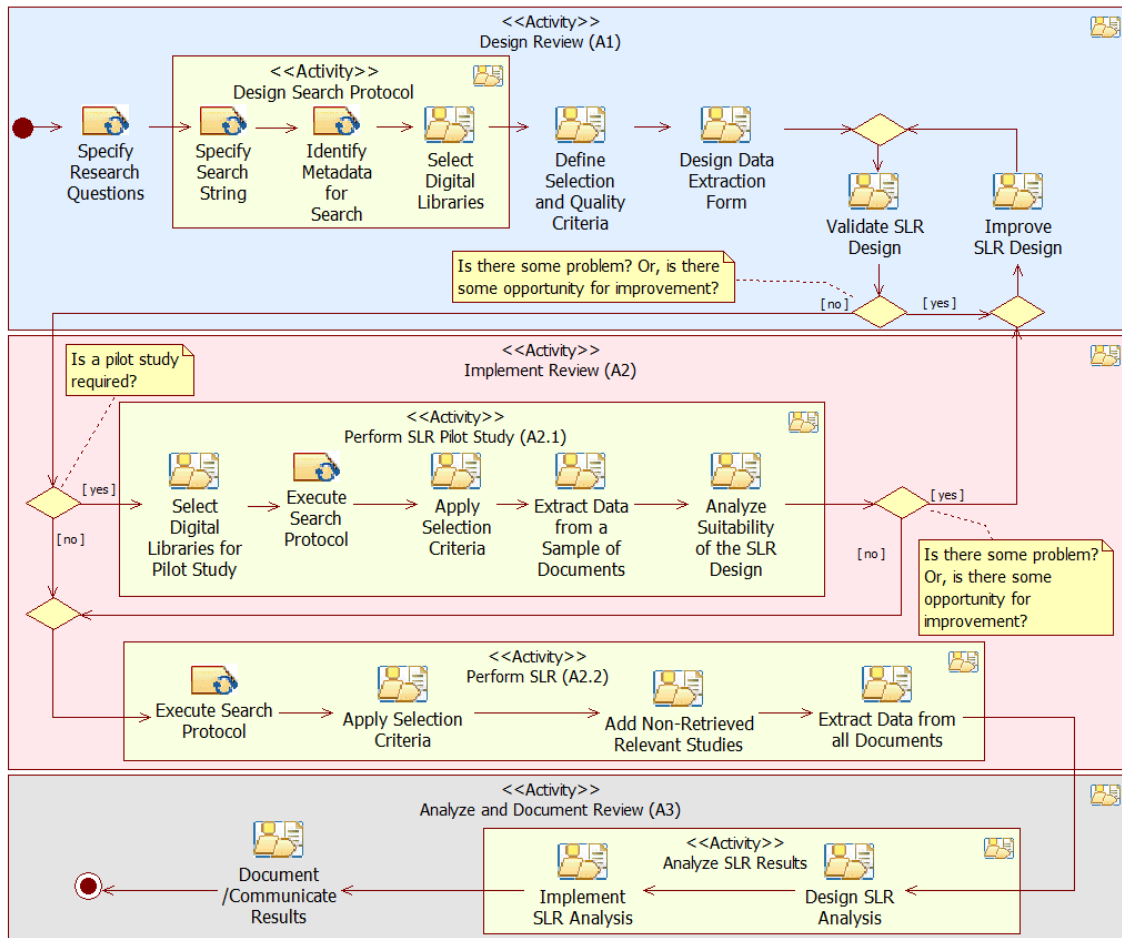 <<Activity>>
Design Review (A1)
<<Activity>>
Design Search Protocol
Specify
Research
Questions
Specify
Search
String
Identify
Metadata
for
Search
Select
Digital
Libraries
Define
Selection
and Quality
Criteria
Design Data
Extraction
Form
Validate SLR
Design
Improve
SLR Design
Is there some problem? Or, is there
some opportunity for improvement?
[ no ]
[ yes ]
<<Activity>>
Implement Review (A2)
Is a pilot study
required?
<<Activity>>
Perform SLR Pilot Study (A2.1)
[ yes ]
[ no ]
Select
Digital
Libraries for
Pilot Study
Execute
Search
Protocol
Apply
Selection
Criteria
Extract Data
from a
Sample of
Documents
Analyze
Suitability
of the SLR
Design
[ yes ]
[ no ]
Is there some problem?
Or, is there some
opportunity for
improvement?
<<Activity>>
Perform SLR (A2.2)
Execute Search
Protocol
Apply Selection
Criteria
Add Non-Retrieved
Relevant Studies
Extract Data from
all Documents
<<Activity>>
Analyze and Document Review (A3)
<<Activity>>
Analyze SLR Results
Document
/Communicate
Results
Implement
SLR Analysis
Design SLR
Analysis